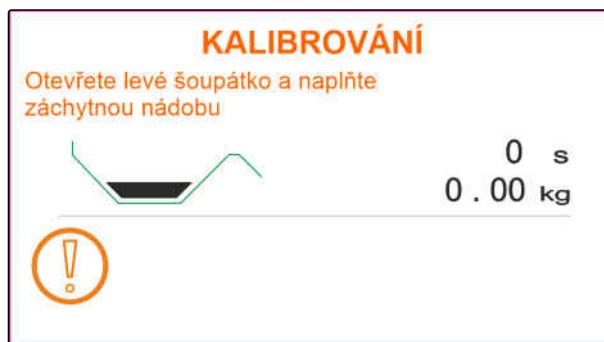 KALIBROVÁNÍ
Otevřete levé šoupátko a naplňte
záchytnou nádobu
0 s
0.00 kg